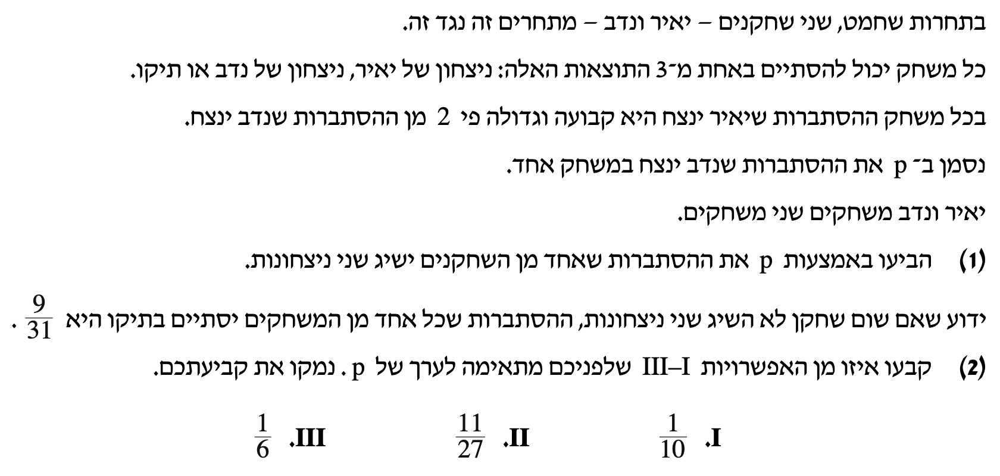 בתחרות שחמט, שני שחקנים – יאיר ונדב – מתחרים זה נגד זה.
כל משחק יכול להסתיים באחת מ־3 התוצאות האלה: ניצחון של יאיר, ניצחון של נדב או תיקו.
בכל משחק ההסתברות שיאיר ינצח היא קבועה וגדולה פי 2 מן ההסתברות שנדב ינצח.
נסמן ב־ p את ההסתברות שנדב ינצח במשחק אחד.
יאיר ונדב משחקים שני משחקים.
(1) הביעו באמצעות p את ההסתברות שאחד מן השחקנים ישיג שני ניצחונות.
ידוע שאם שום שחקן לא השיג שני ניצחונות, ההסתברות שכל אחד מן המשחקים יסתיים בתיקו היא 9/31 .
(2) קבעו איזו מן האפשרויות III–I שלפניכם מתאימה לערך של p . נמקו את קביעתכם.
I. 1/10 II. 11/27 III. 1/6